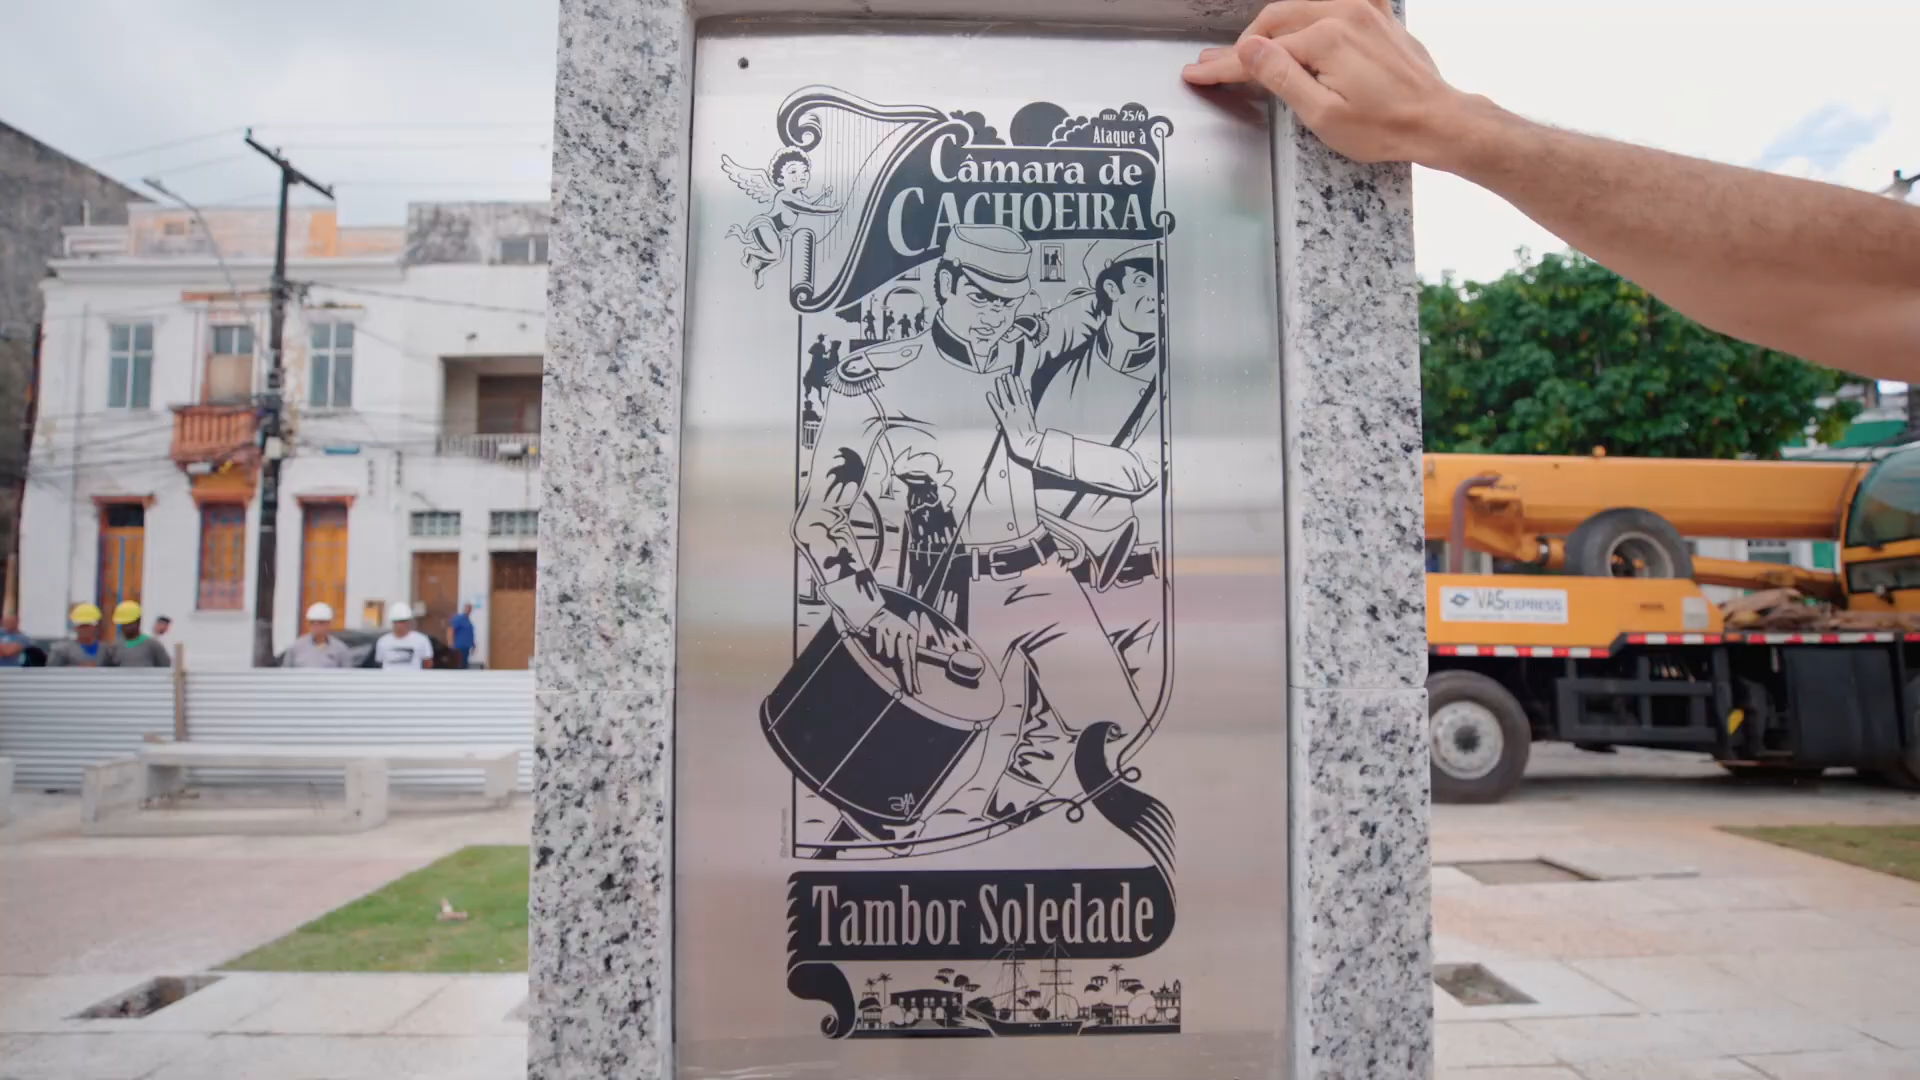 1822 25/6
Ataque à
Câmara de
CACHOEIRA
Tambor Soledade
VASEXPRESS